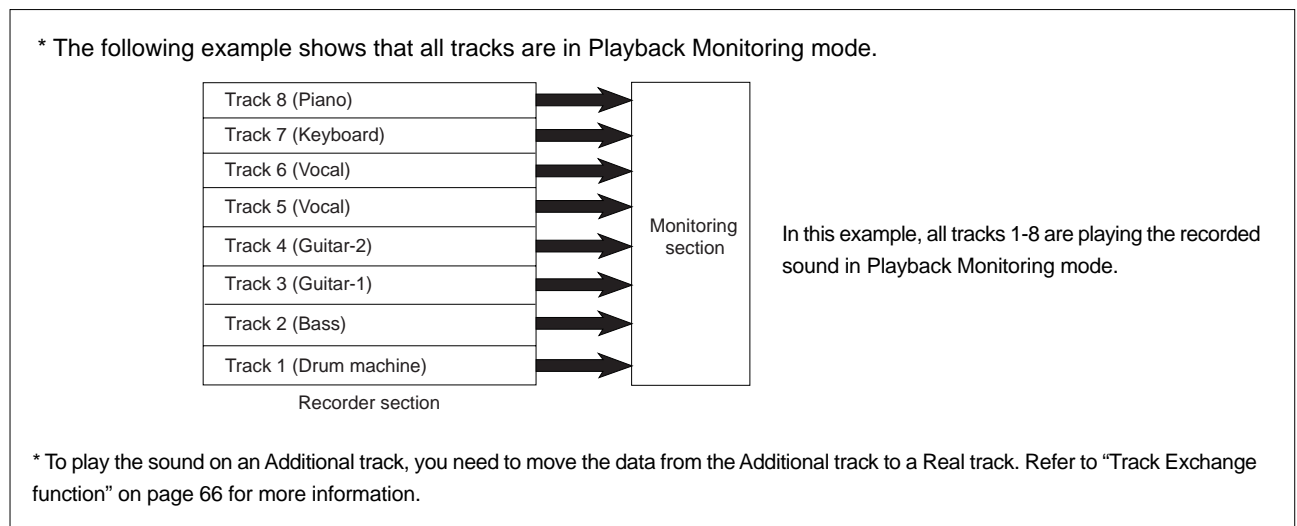 * The following example shows that all tracks are in Playback Monitoring mode.
Track 8 (Piano)
Track 7 (Keyboard)
Track 6 (Vocal)
Track 5 (Vocal)
Track 4 (Guitar-2)
Track 3 (Guitar-1)
Track 2 (Bass)
Track 1 (Drum machine)
Recorder section
Monitoring
section
In this example, all tracks 1-8 are playing the recorded
sound in Playback Monitoring mode.
* To play the sound on an Additional track, you need to move the data from the Additional track to a Real track. Refer to “Track Exchange
function” on page 66 for more information.